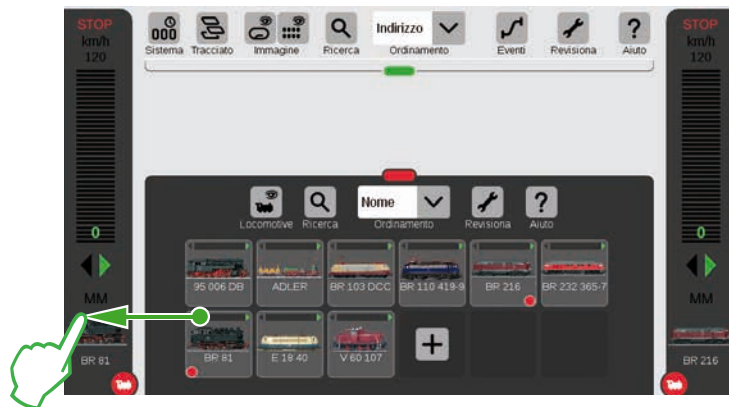 STOP
km/h
120
0
MM
BR 81
Indirizzo
Sistema Tracciato Immagine Ricerca Ordinamento Eventi Revisiona Aiuto
Nome
Locomotive Ricerca Ordinamento Revisiona Aiuto
95 006 DB ADLER BR 103 DCC BR 110 419-9 BR 216 BR 232 365-7
BR 81 E 18 40 V 60 107
STOP
km/h
120
0
MM
BR 216